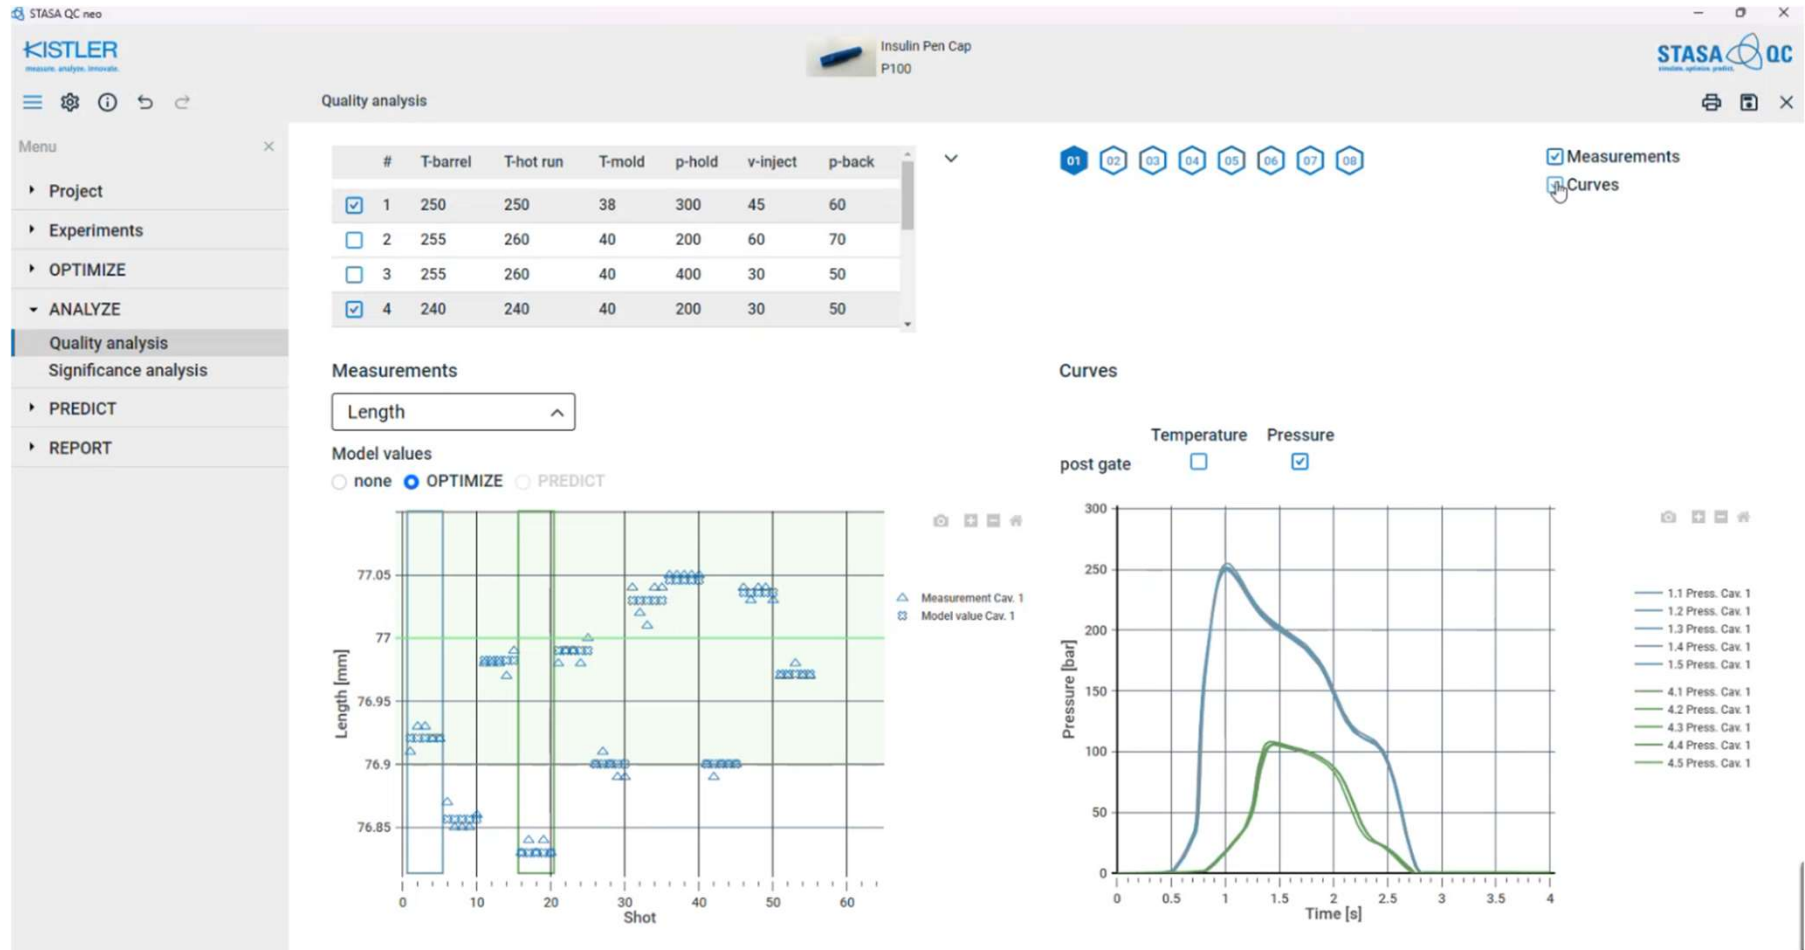 STASA QC neo
KISTLER
measure. analyze. innovate.
Insulin Pen Cap
P100
STASA QC
simulate. optimize. predict.
Quality analysis
Menu
Project
Experiments
OPTIMIZE
ANALYZE
Quality analysis
Significance analysis
PREDICT
REPORT
# T-barrel T-hot run T-mold p-hold v-inject p-back
1 250 250 38 300 45 60
2 255 260 40 200 60 70
3 255 260 40 400 30 50
4 240 240 40 200 30 50
01 02 03 04 05 06 07 08
Measurements
Curves
Measurements
Length
Model values
none OPTIMIZE PREDICT
Length [mm]
77.05
77
76.95
76.9
76.85
0 10 20 30 40 50 60
Shot
Measurement Cav. 1
Model value Cav. 1
Curves
Temperature Pressure
post gate
Pressure [bar]
300
250
200
150
100
50
0
0 0.5 1 1.5 2 2.5 3 3.5 4
Time [s]
1.1 Press. Cav. 1
1.2 Press. Cav. 1
1.3 Press. Cav. 1
1.4 Press. Cav. 1
1.5 Press. Cav. 1
4.1 Press. Cav. 1
4.2 Press. Cav. 1
4.3 Press. Cav. 1
4.4 Press. Cav. 1
4.5 Press. Cav. 1